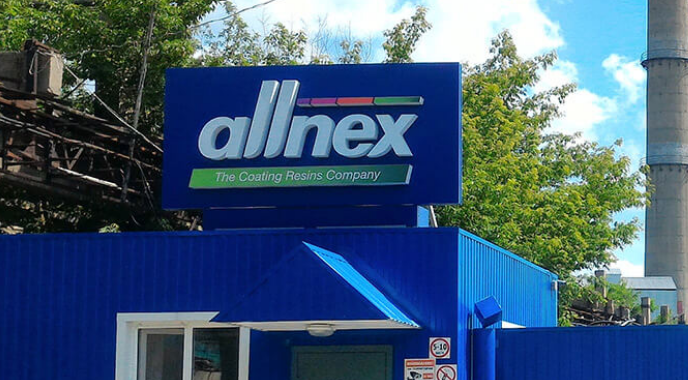 allnex
The Coating Resins Company
5-10